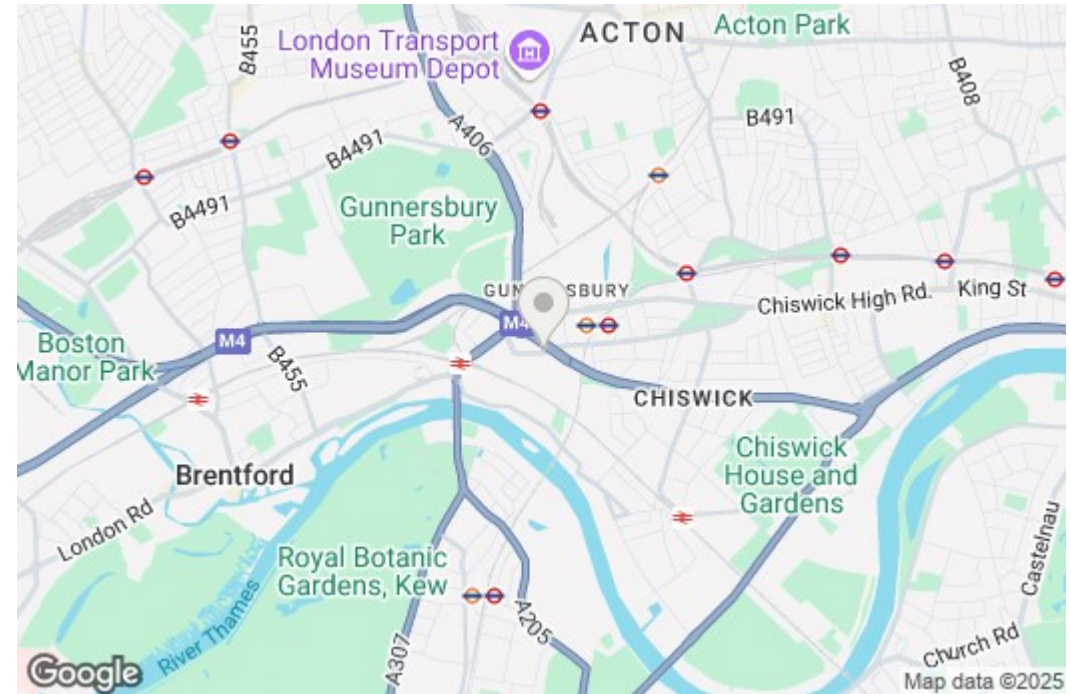 ACTON
Acton Park
London Transport
Museum Depot
B455
B408
A406
B491
B4491
B4491
Gunnersbury
Park
GUN
SBURY
Chiswick High Rd.
King St
M4
M4
Boston
Manor Park
B455
CHISWICK
Chiswick
House and
Gardens
Brentford
London Rd
Royal Botanic
Gardens, Kew
Castelnau
River Thames
A307
A205
Church Rd
Google
Map data ©2025